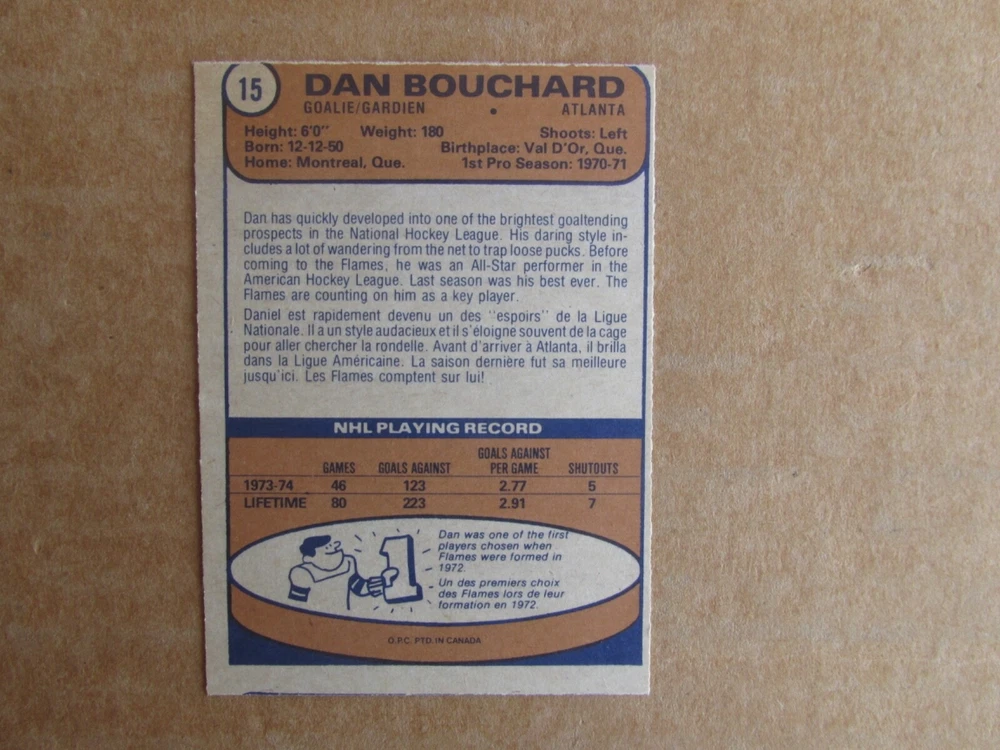 15
DAN BOUCHARD
GOALIE/GARDIEN • ATLANTA
Height: 6'0" Weight: 180 Shoots: Left
Born: 12-12-50 Birthplace: Val D'Or, Que.
Home: Montreal, Que. 1st Pro Season: 1970-71
Dan has quickly developed into one of the brightest goaltending
prospects in the National Hockey League. His daring style in-
cludes a lot of wandering from the net to trap loose pucks. Before
coming to the Flames, he was an All-Star performer in the
American Hockey League. Last season was his best ever. The
Flames are counting on him as a key player.
Daniel est rapidement devenu un des "espoirs" de la Ligue
Nationale. Il a un style audacieux et il s'éloigne souvent de la cage
pour aller chercher la rondelle. Avant d'arriver à Atlanta, il brilla
dans la Ligue Américaine. La saison dernière fut sa meilleure
jusqu'ici. Les Flames comptent sur lui!
NHL PLAYING RECORD
GAMES GOALS AGAINST GOALS AGAINST PER GAME SHUTOUTS
1973-74 46 123 2.77 5
LIFETIME 80 223 2.91 7
1
Dan was one of the first
players chosen when
Flames were formed in
1972.
Un des premiers choix
des Flames lors de leur
formation en 1972.
O.P.C. PTD. IN CANADA